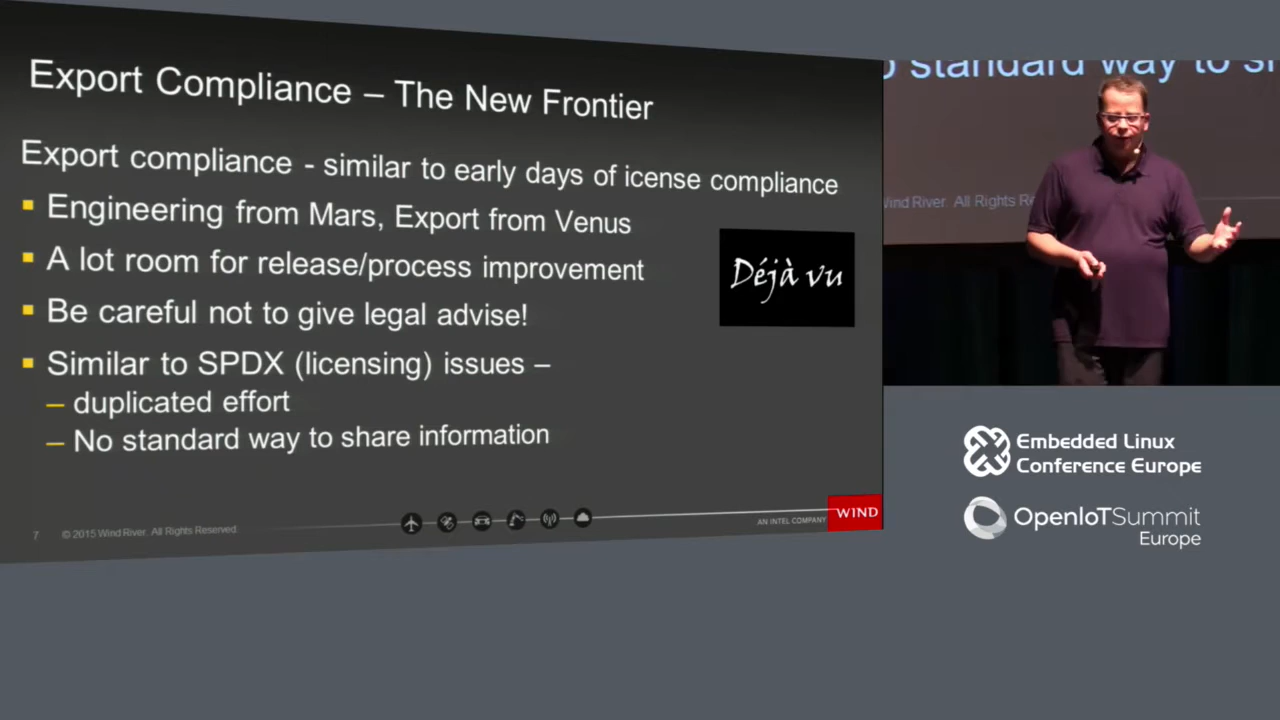 Export Compliance – The New Frontier
Export compliance - similar to early days of icense compliance
Engineering from Mars, Export from Venus
A lot room for release/process improvement
Be careful not to give legal advise!
Similar to SPDX (licensing) issues –
– duplicated effort
– No standard way to share information
Déjà vu
7 © 2015 Wind River. All Rights Reserved.
AN INTEL COMPANY
WIND
standard way to
Wind River. All Rights Re
Embedded Linux
Conference Europe
OpenIoTSummit
Europe